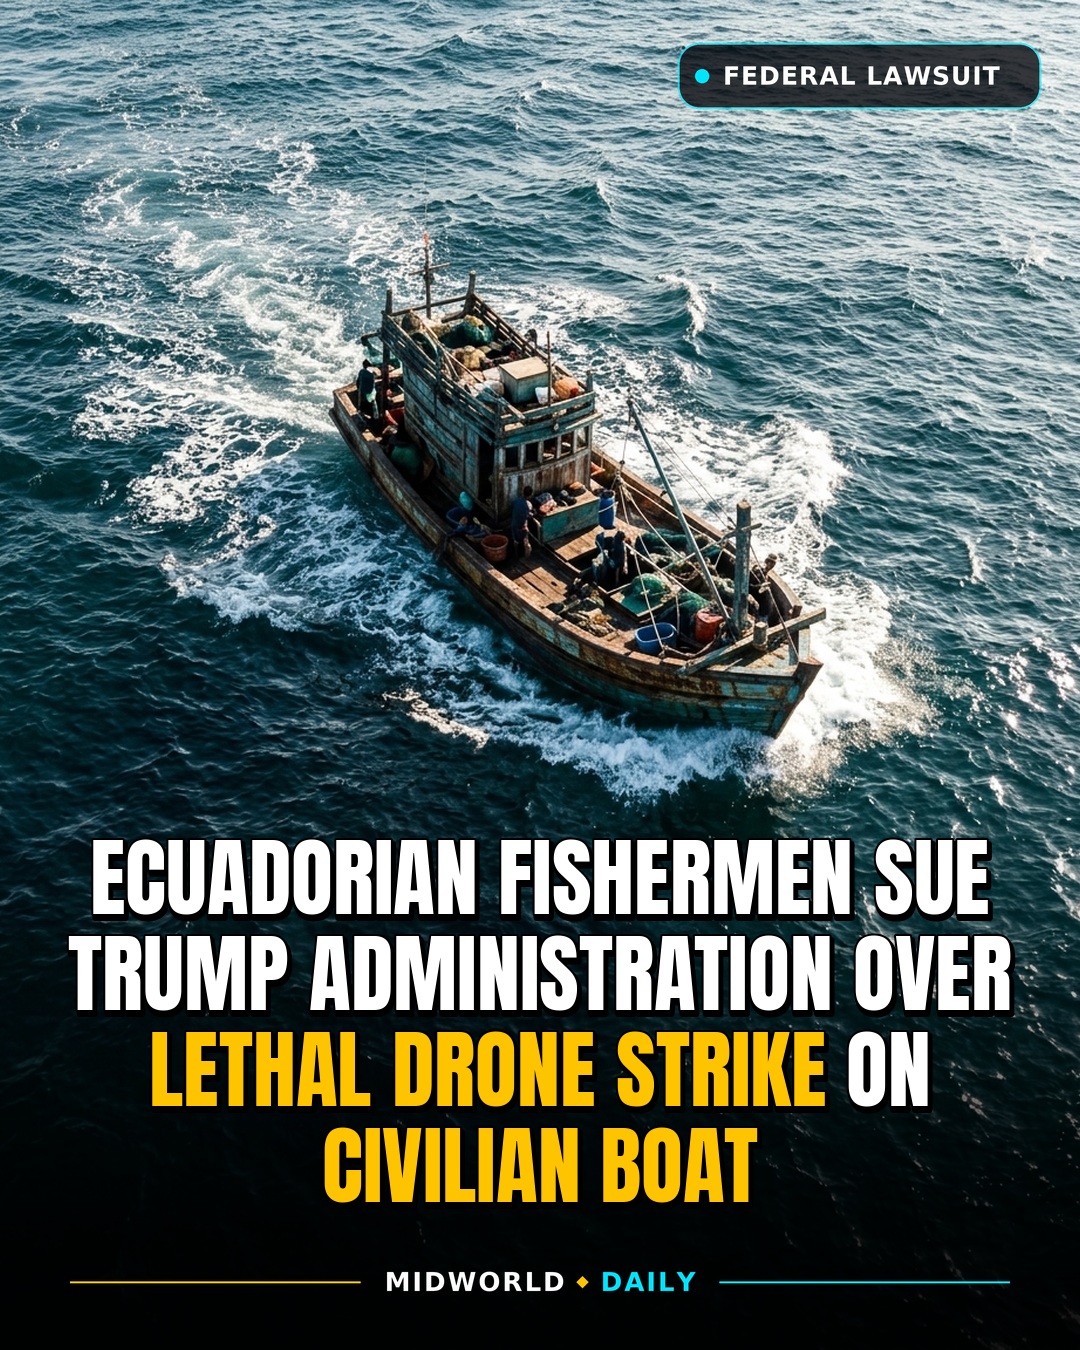 FEDERAL LAWSUIT
ECUADORIAN FISHERMEN SUE
TRUMP ADMINISTRATION OVER
LETHAL DRONE STRIKE ON
CIVILIAN BOAT
MIDWORLD DAILY